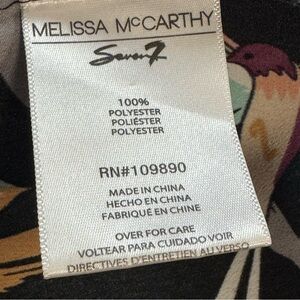 MELISSA McCARTHY
Seven7
100%
POLYESTER
POLIÉSTER
POLYESTER
RN#109890
MADE IN CHINA
HECHO EN CHINA
FABRIQUÉ EN CHINE
OVER FOR CARE
VOLTEAR PARA CUIDADO VOIR
DIRECTIVES D'ENTRETIEN AU VERSO